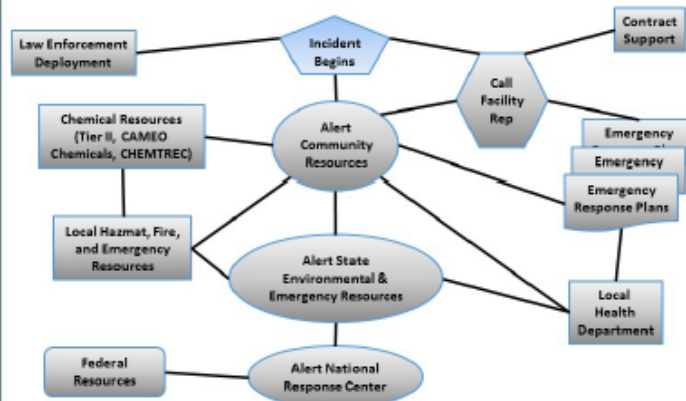 Contract
Support
Law Enforcement
Deployment
Incident
Begins
Call
Facility
Rep
Chemical Resources
(Tier II, CAMEO
Chemicals, CHEMTREC)
Alert
Community
Resources
Emergency
Emergency
Emergency
Response Plans
Local Hazmat, Fire,
and Emergency
Resources
Alert State
Environmental &
Emergency Resources
Local
Health
Department
Federal
Resources
Alert National
Response Center